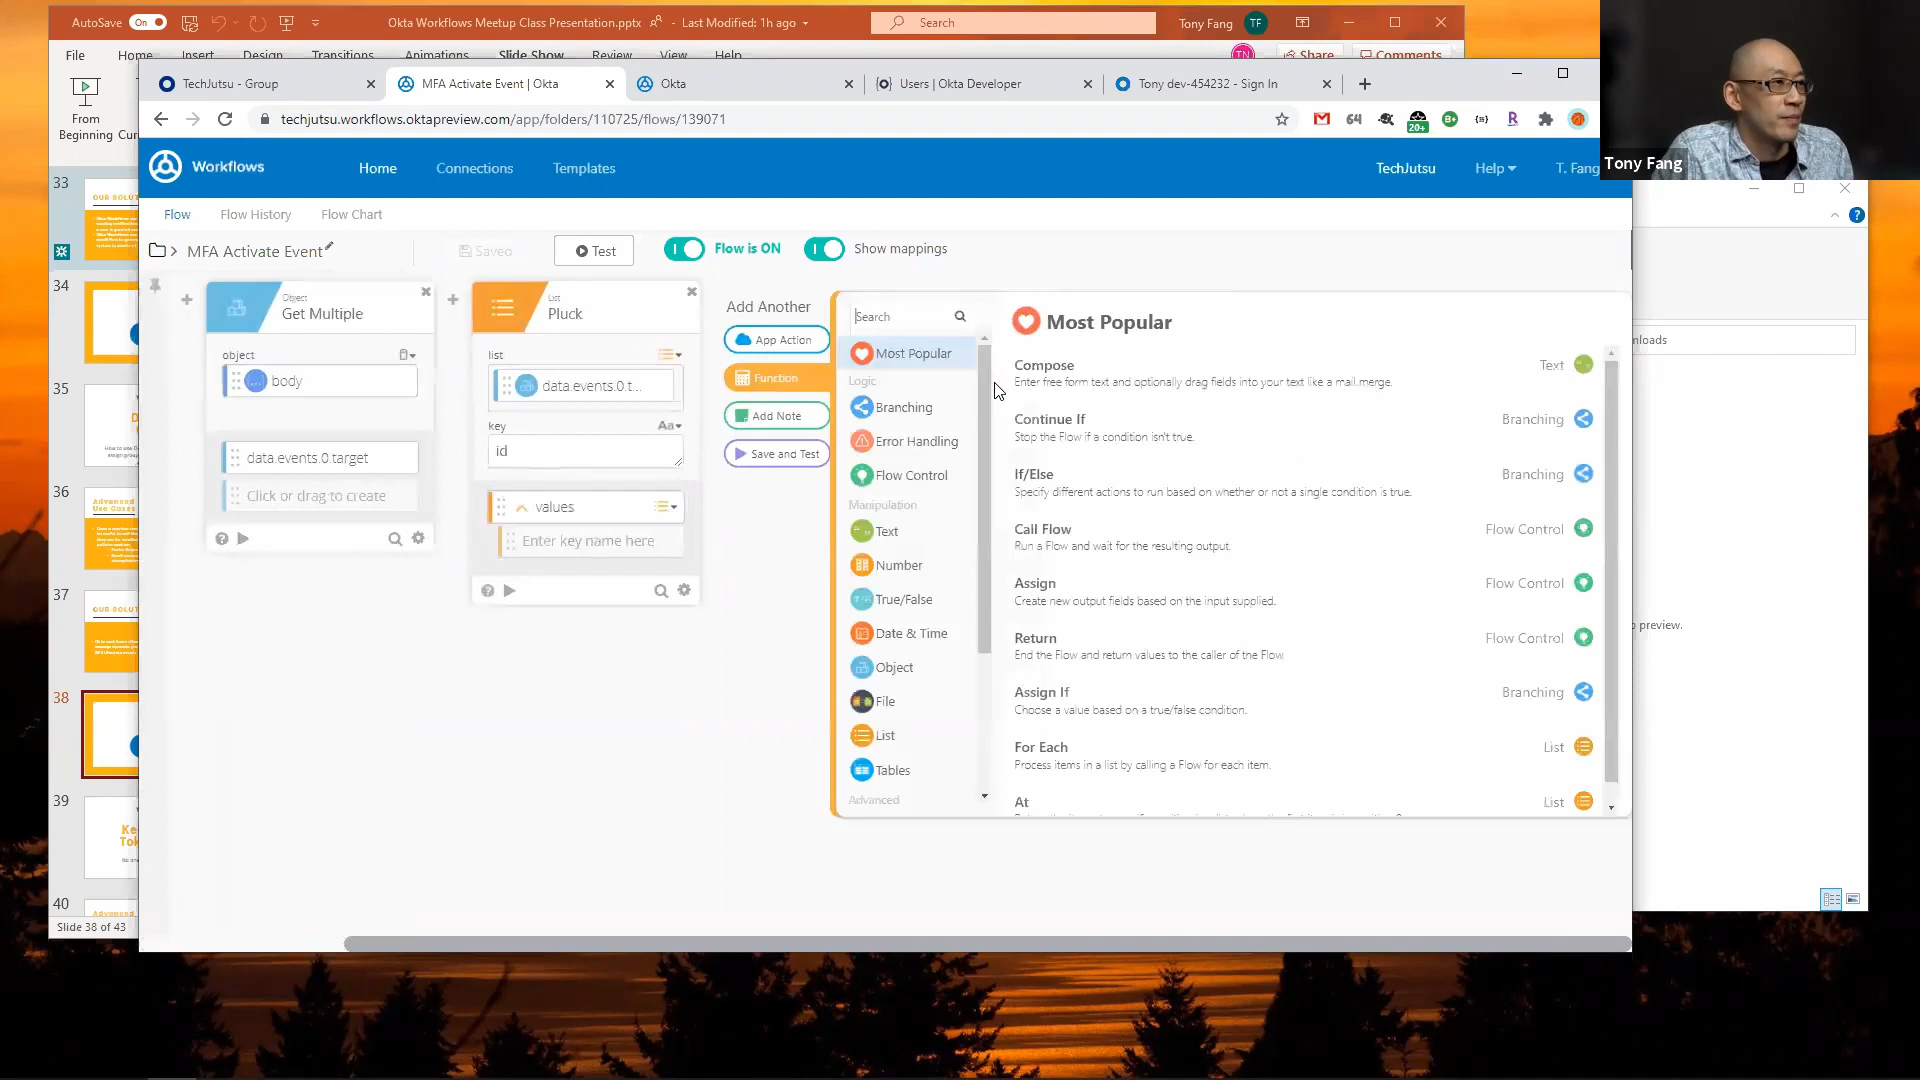 AutoSave On
Okta Workflows Meetup Class Presentation.pptx - Last Modified: 1h ago
Search
Tony Fang TF
File Home Insert Design Transitions Animations Slide Show Review View Help
TN Share Comments
From
Beginning
TechJutsu - Group
MFA Activate Event | Okta
Okta
Users | Okta Developer
Tony dev-454232 - Sign In
techjutsu.workflows.oktapreview.com/app/folders/110725/flows/139071
64
20+
B+
R
Workflows
Home
Connections
Templates
TechJutsu
Help
T. Fang
Tony Fang
Flow
Flow History
Flow Chart
MFA Activate Event
Saved
Test
Flow is ON
Show mappings
Object
Get Multiple
object
body
data.events.0.target
Click or drag to create
List
Pluck
list
data.events.0.t...
key
Aa
id
values
Enter key name here
Add Another
App Action
Function
Add Note
Save and Test
Search
Most Popular
Logic
Branching
Error Handling
Flow Control
Manipulation
Text
Number
True/False
Date & Time
Object
File
List
Tables
Advanced
Most Popular
Compose Text
Enter free form text and optionally drag fields into your text like a mail merge.
Continue If Branching
Stop the Flow if a condition isn't true.
If/Else Branching
Specify different actions to run based on whether or not a single condition is true.
Call Flow Flow Control
Run a Flow and wait for the resulting output.
Assign Flow Control
Create new output fields based on the input supplied.
Return Flow Control
End the Flow and return values to the caller of the Flow
Assign If Branching
Choose a value based on a true/false condition.
For Each List
Process items in a list by calling a Flow for each item.
At List
33
34
35
36
37
38
39
40
Slide 38 of 43
nloads
preview.